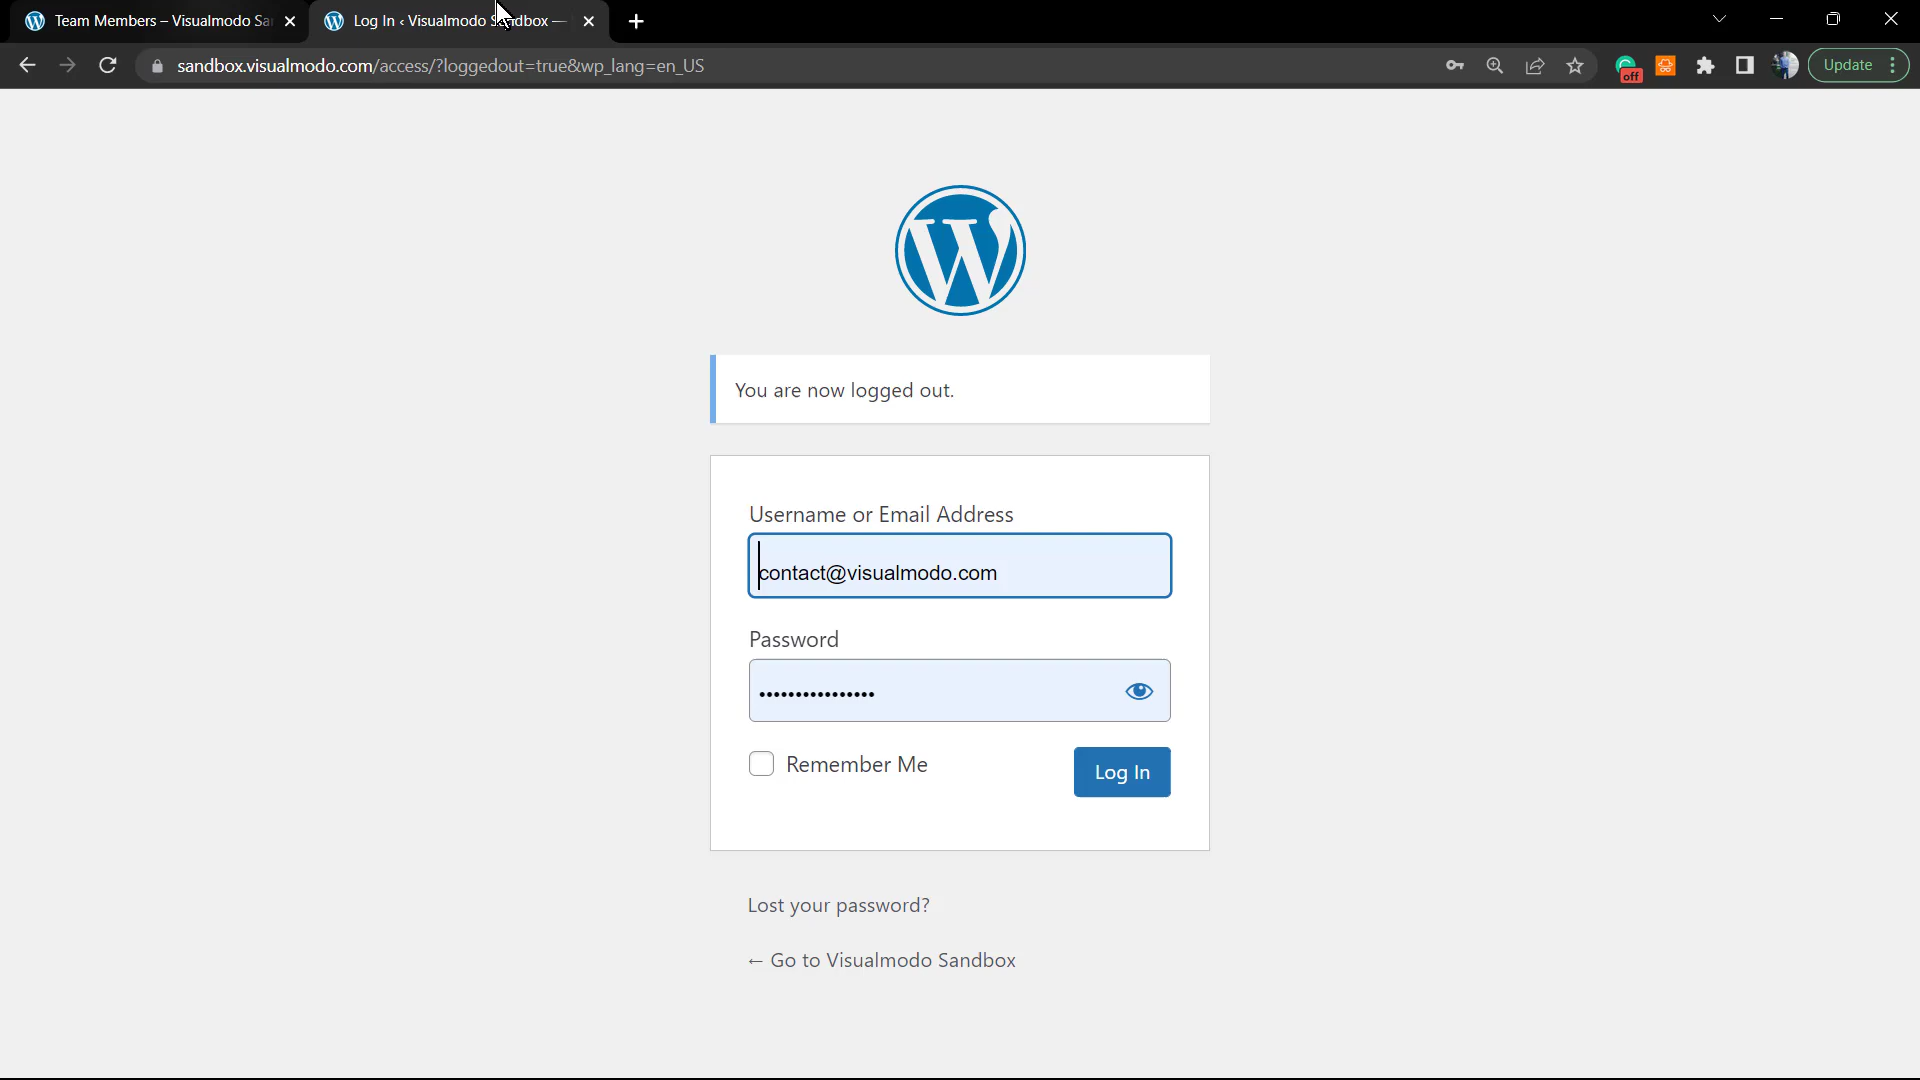 Team Members – Visualmodo Sa
Log In ‹ Visualmodo Sandbox —
sandbox.visualmodo.com/access/?loggedout=true&wp_lang=en_US
off
Update
You are now logged out.
Username or Email Address
contact@visualmodo.com
Password
••••••••••••••••
Remember Me
Log In
Lost your password?
← Go to Visualmodo Sandbox